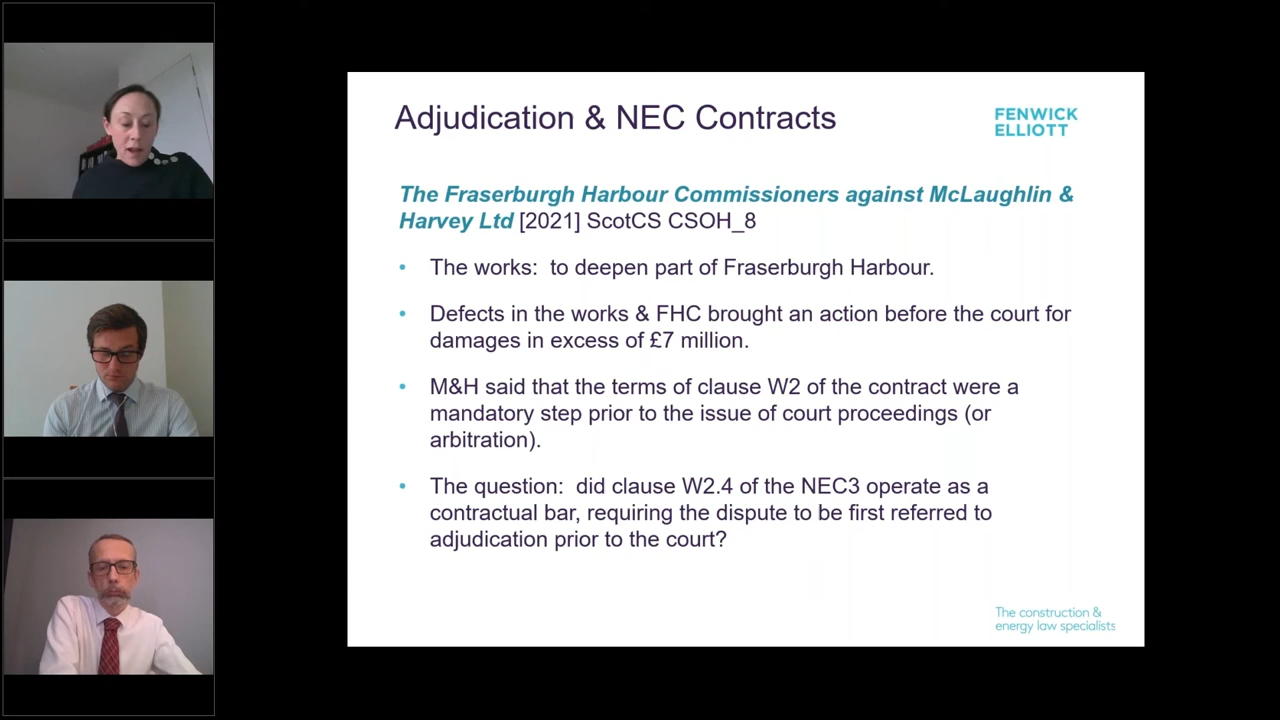 Adjudication & NEC Contracts
FENWICK
ELLIOTT
The Fraserburgh Harbour Commissioners against McLaughlin &
Harvey Ltd [2021] ScotCS CSOH_8
• The works:  to deepen part of Fraserburgh Harbour.
• Defects in the works & FHC brought an action before the court for
damages in excess of £7 million.
• M&H said that the terms of clause W2 of the contract were a
mandatory step prior to the issue of court proceedings (or
arbitration).
• The question:  did clause W2.4 of the NEC3 operate as a
contractual bar, requiring the dispute to be first referred to
adjudication prior to the court?
The construction &
energy law specialists